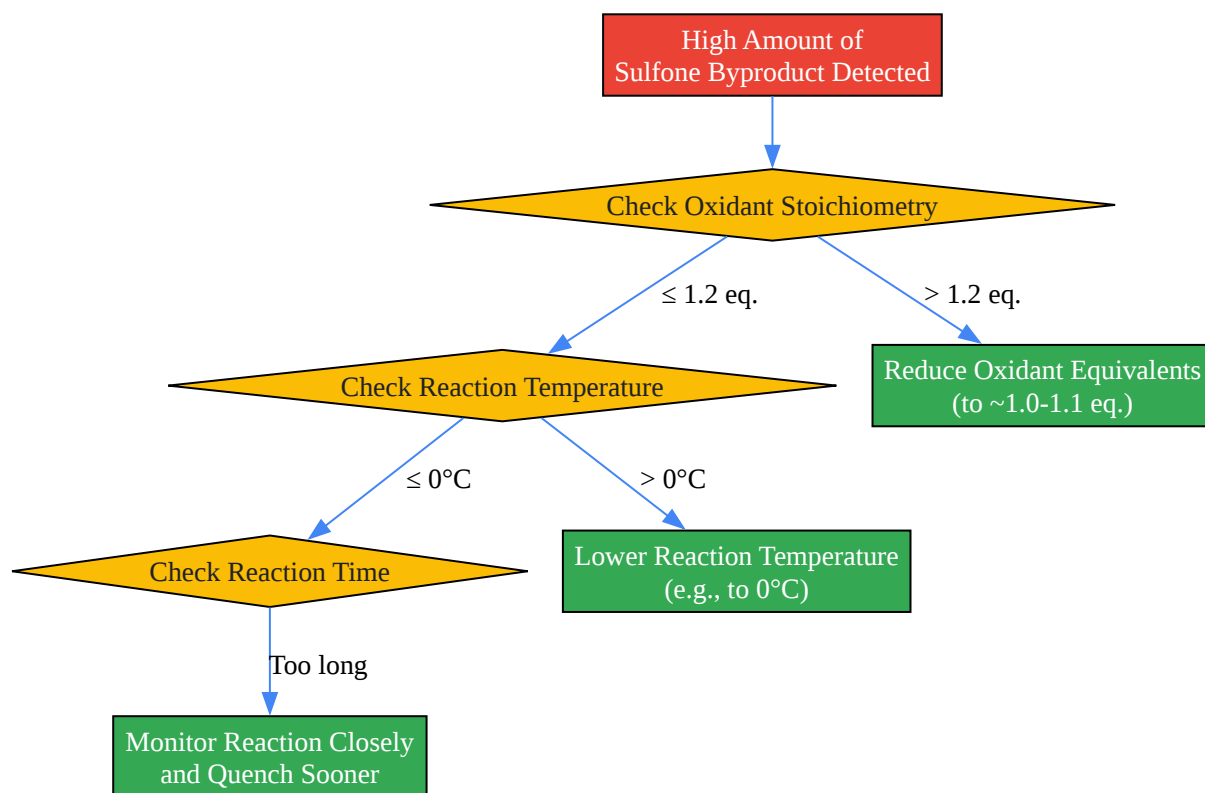 High Amount of
Sulfone Byproduct Detected
Check Oxidant Stoichiometry
≤ 1.2 eq.
> 1.2 eq.
Check Reaction Temperature
Reduce Oxidant Equivalents
(to ~1.0-1.1 eq.)
≤ 0°C
> 0°C
Check Reaction Time
Lower Reaction Temperature
(e.g., to 0°C)
Too long
Monitor Reaction Closely
and Quench Sooner